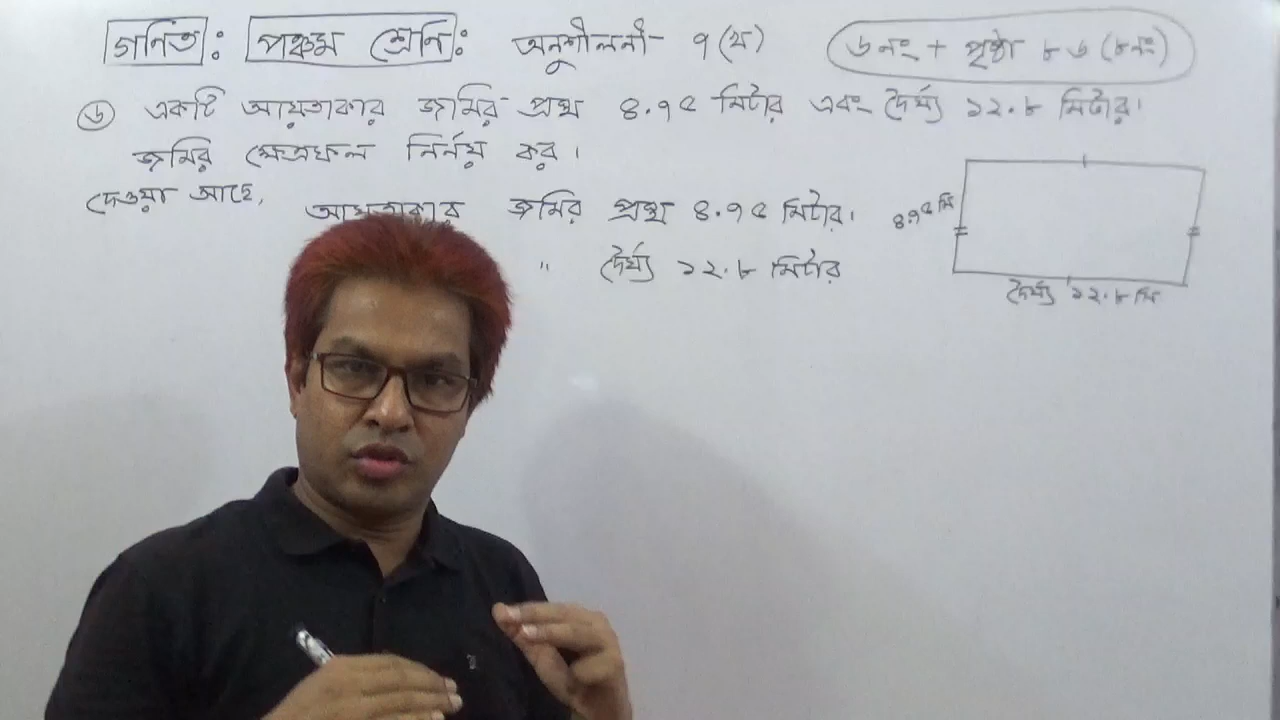 গণিত: পঞ্চম শ্রেনি: অনুশীলনী- ৭(খ) ৬নং + পৃষ্ঠা ৮৬ (৮নং)
৬ একটি আয়তাকার জমির প্রস্থ ৪.৭৫ মিটার এবং দৈর্ঘ্য ১২.৮ মিটার।
জমির ক্ষেত্রফল নির্নয় কর।
দেওয়া আছে,
আয়তাকার জমির প্রস্থ ৪.৭৫ মিটার।
" দৈর্ঘ্য ১২.৮ মিটার
৪.৭৫ মি
দৈর্ঘ্য ১২.৮ মি